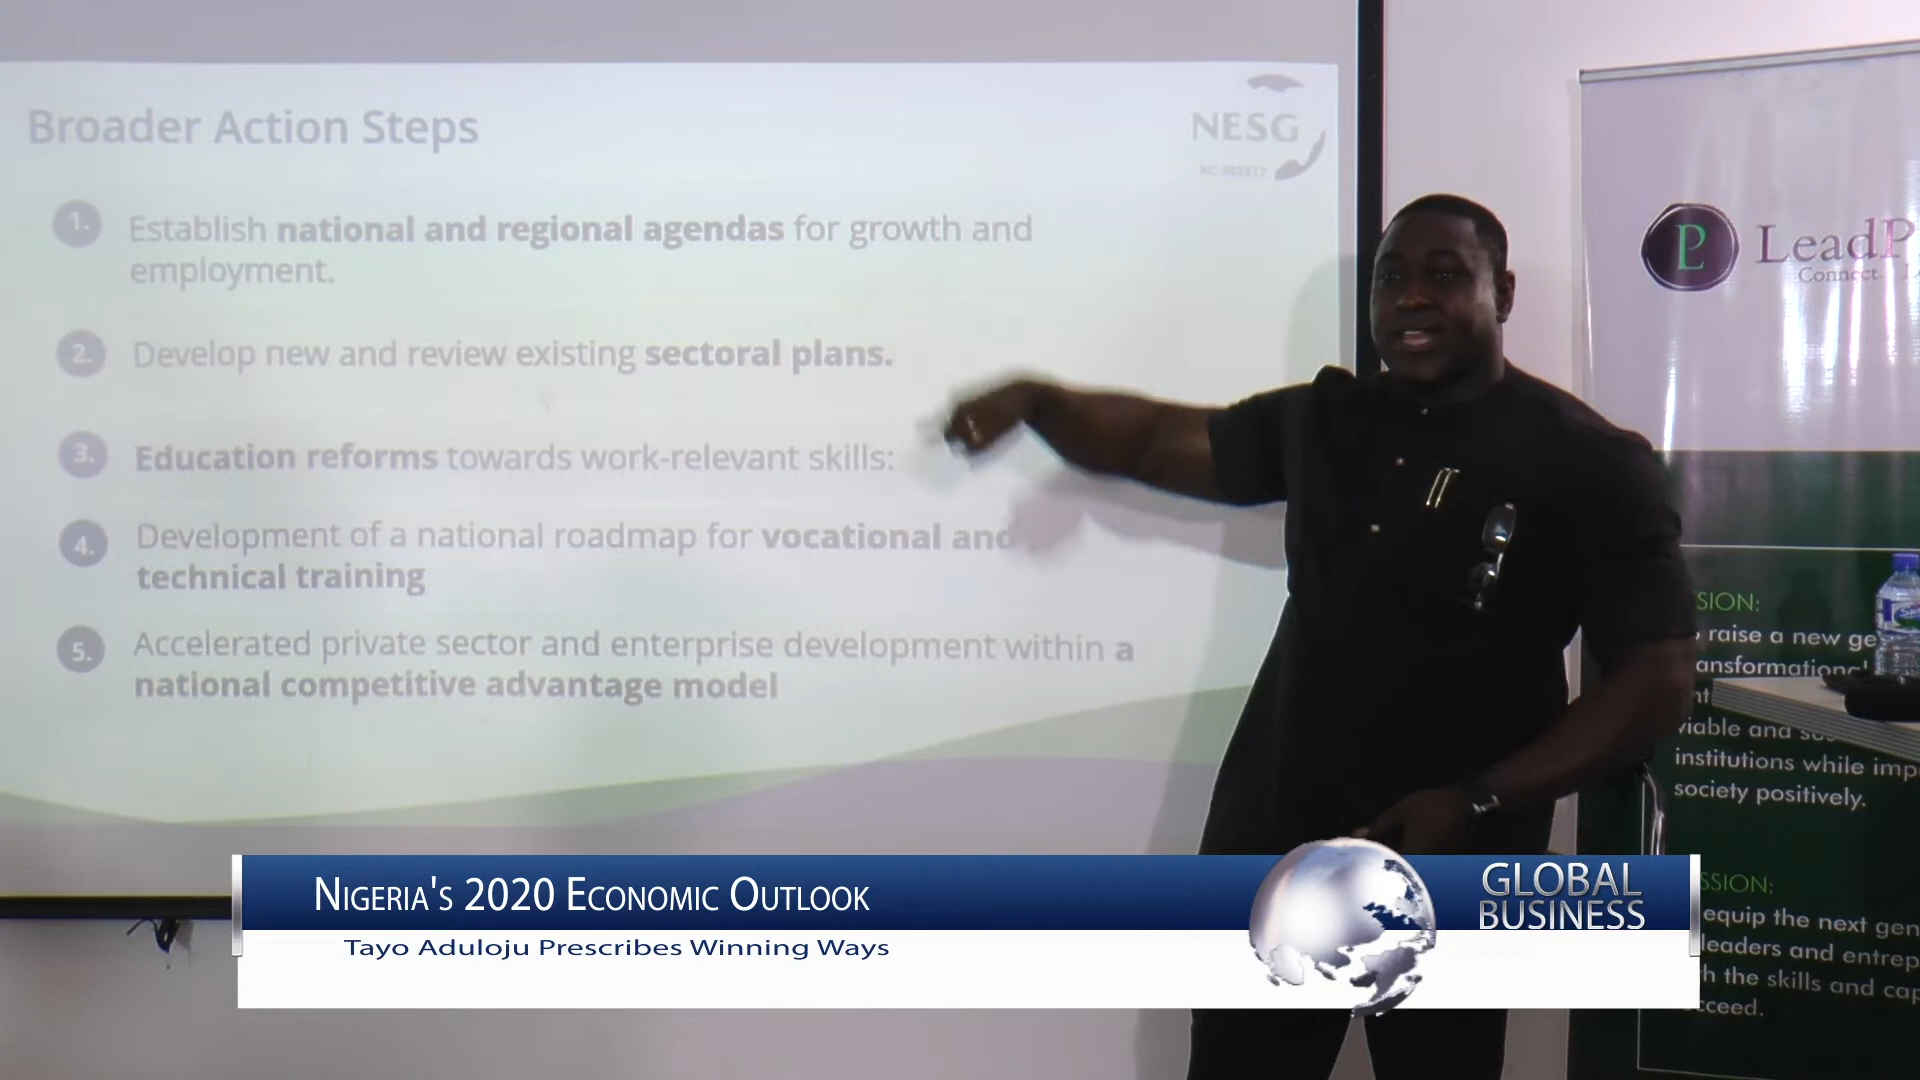 Broader Action Steps
NESG
1. Establish national and regional agendas for growth and
employment.
2. Develop new and review existing sectoral plans.
3. Education reforms towards work-relevant skills:
4. Development of a national roadmap for vocational and
technical training
5. Accelerated private sector and enterprise development within a
national competitive advantage model
LeadP
Connect.
SION:
raise a new ge
viable and
institutions while imp
society positively.
SSION:
equip the next gen
leaders and entrep
the skills and cap
cceed.
NIGERIA'S 2020 ECONOMIC OUTLOOK
Tayo Aduloju Prescribes Winning Ways
GLOBAL
BUSINESS